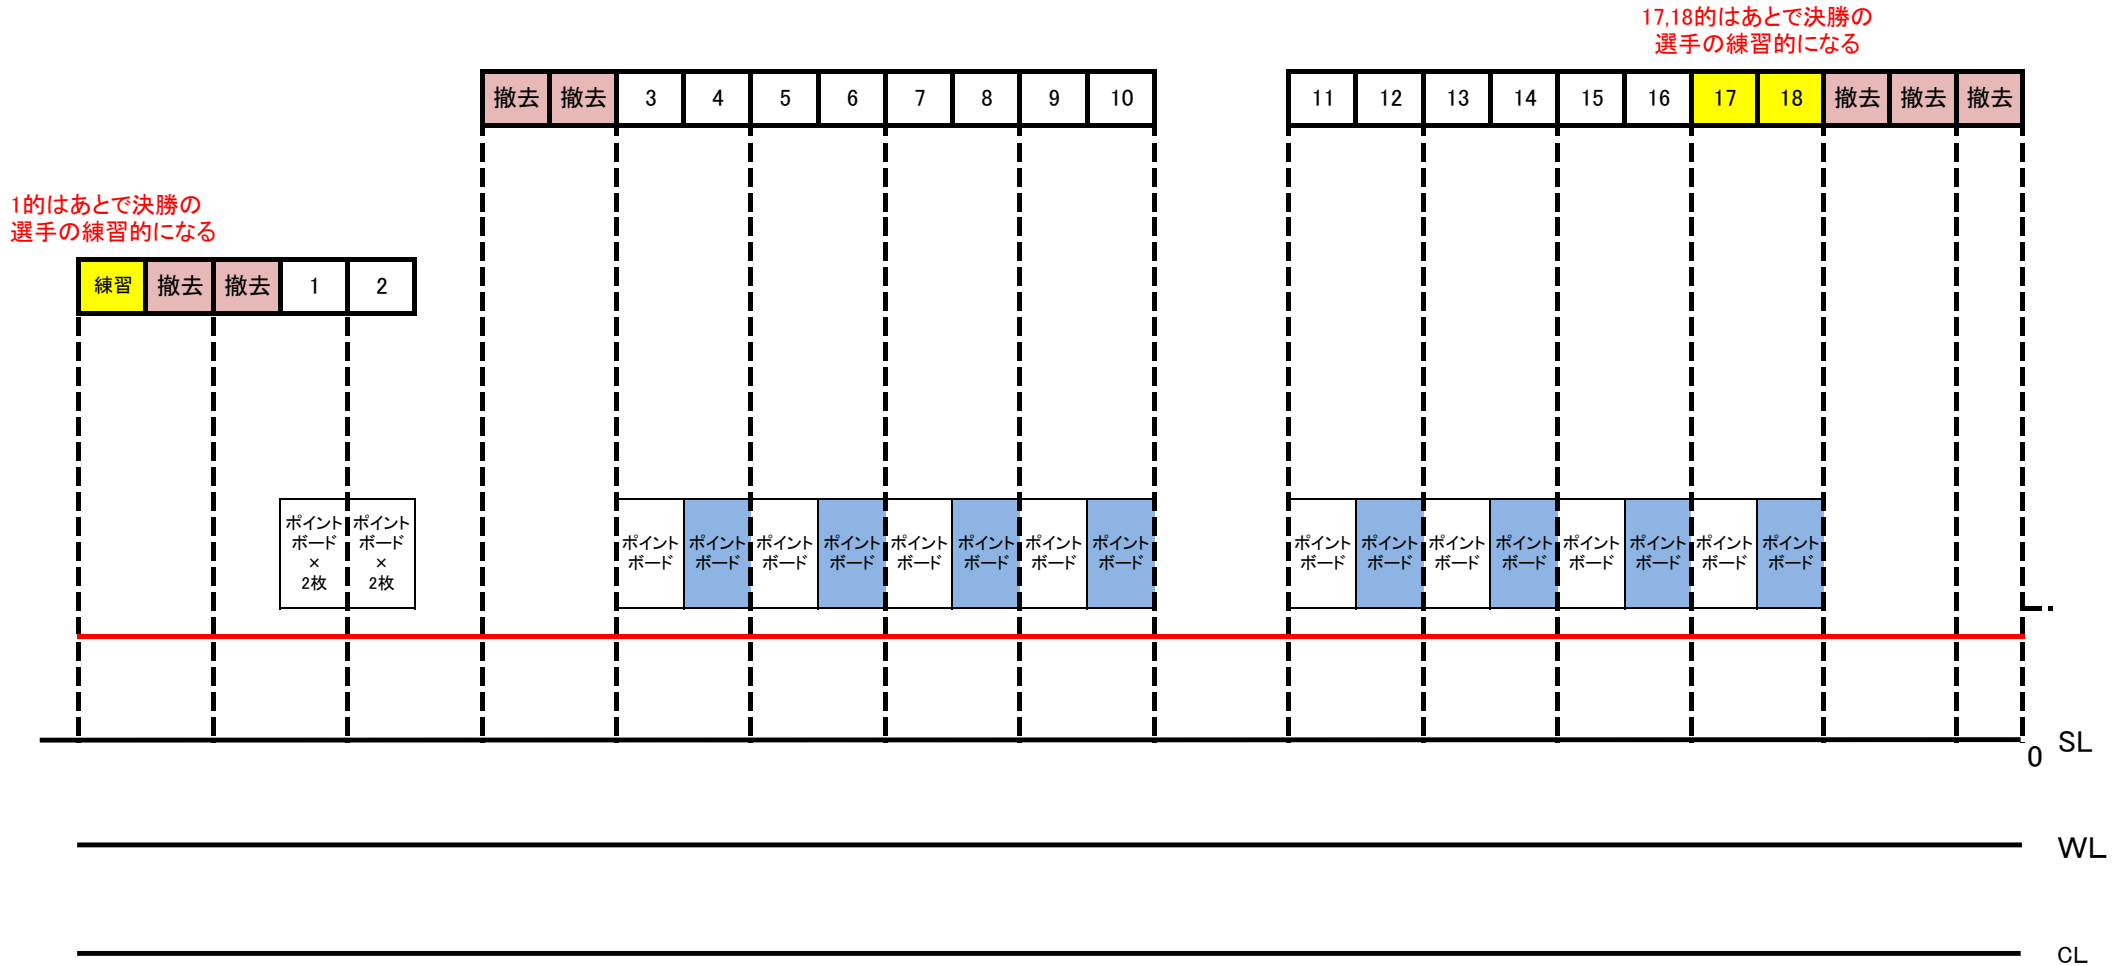 17,18的はあとで決勝の
選手の練習的になる
撤去 撤去 3 4 5 6 7 8 9 10 11 12 13 14 15 16 17 18 撤去 撤去 撤去
1的はあとで決勝の
選手の練習的になる
練習 撤去 撤去 1 2
ポイント ポイント
ボード ボード
× ×
2枚 2枚
ポイント ポイント ポイント ポイント ポイント ポイント ポイント ポイント ポイント ポイント ポイント ポイント ポイント ポイント ポイント ポイント
ボード ボード ボード ボード ボード ボード ボード ボード ボード ボード ボード ボード ボード ボード ボード ボード
0 SL
WL
CL